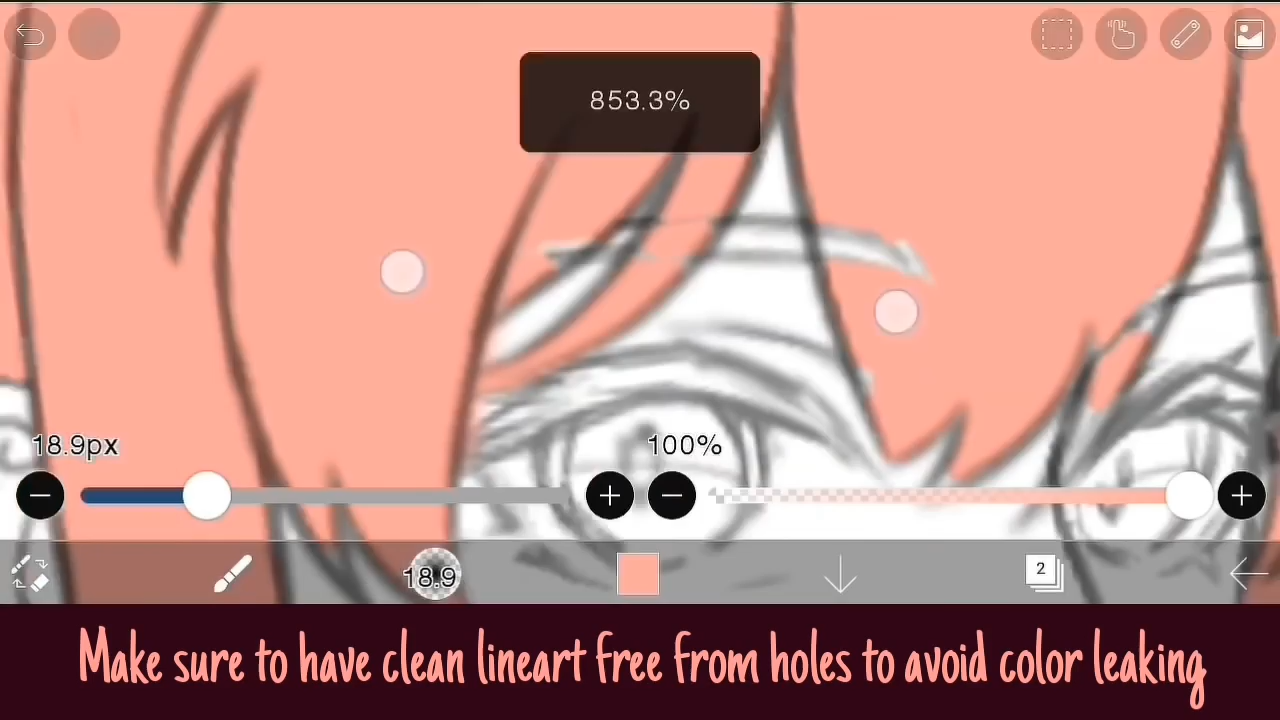 853.3%
18.9px
100%
18.9
2
Make sure to have clean lineart free from holes to avoid color leaking